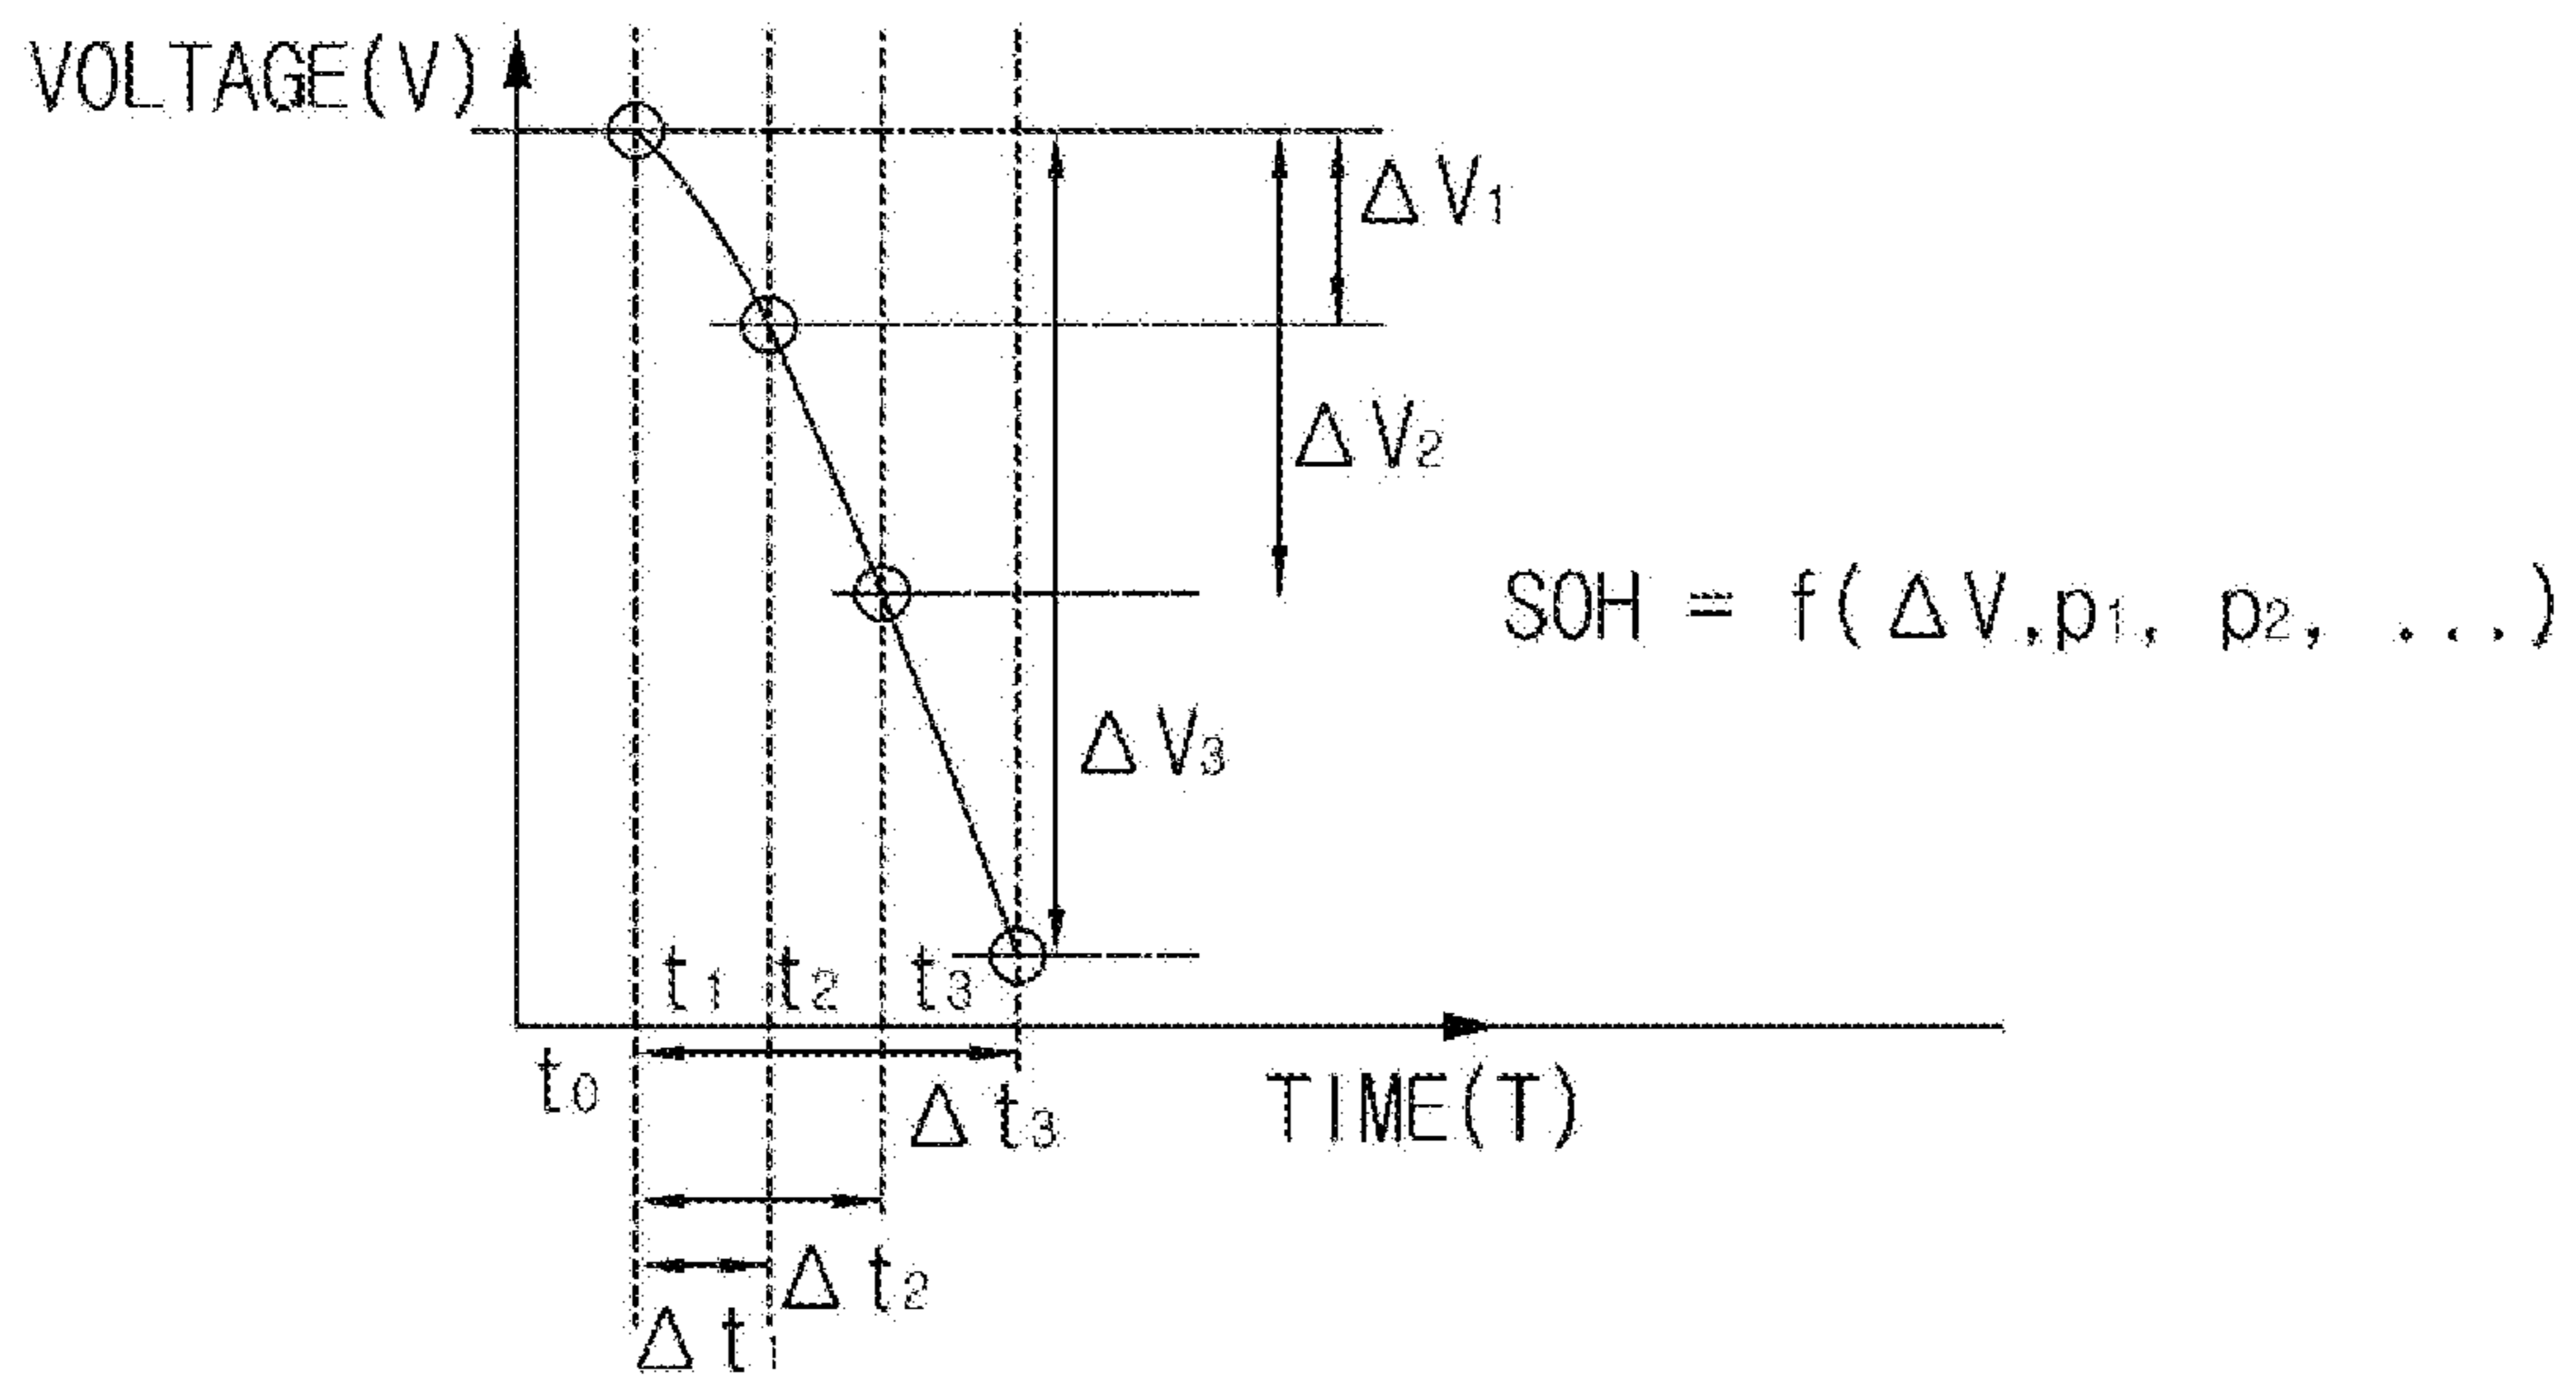 VOLTAGE(V)
ΔV₁
ΔV₂
SOH = f(ΔV,p₁, p₂, ...)
ΔV₃
t₁ t₂ t₃
t₀
Δt₃
TIME(T)
Δt₂
Δt₁